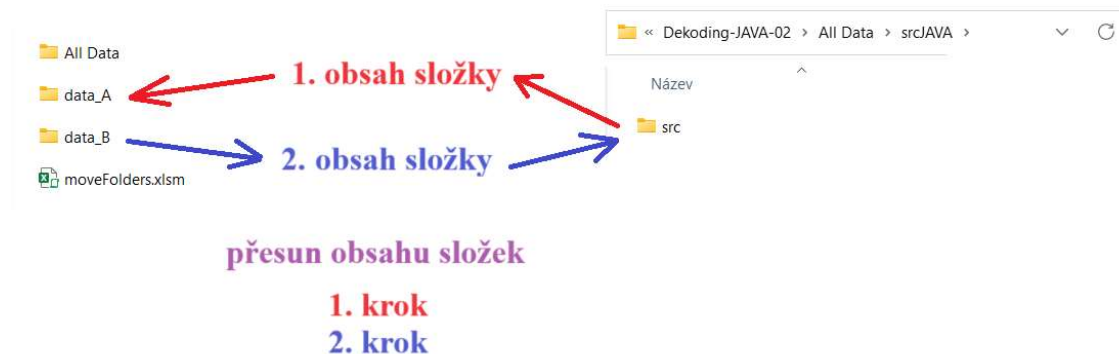 « Dekoding-JAVA-02 > All Data > srcJAVA >
All Data
data_A
data_B
moveFolders.xlsm
1. obsah složky
2. obsah složky
Název
src
přesun obsahu složek
1. krok
2. krok